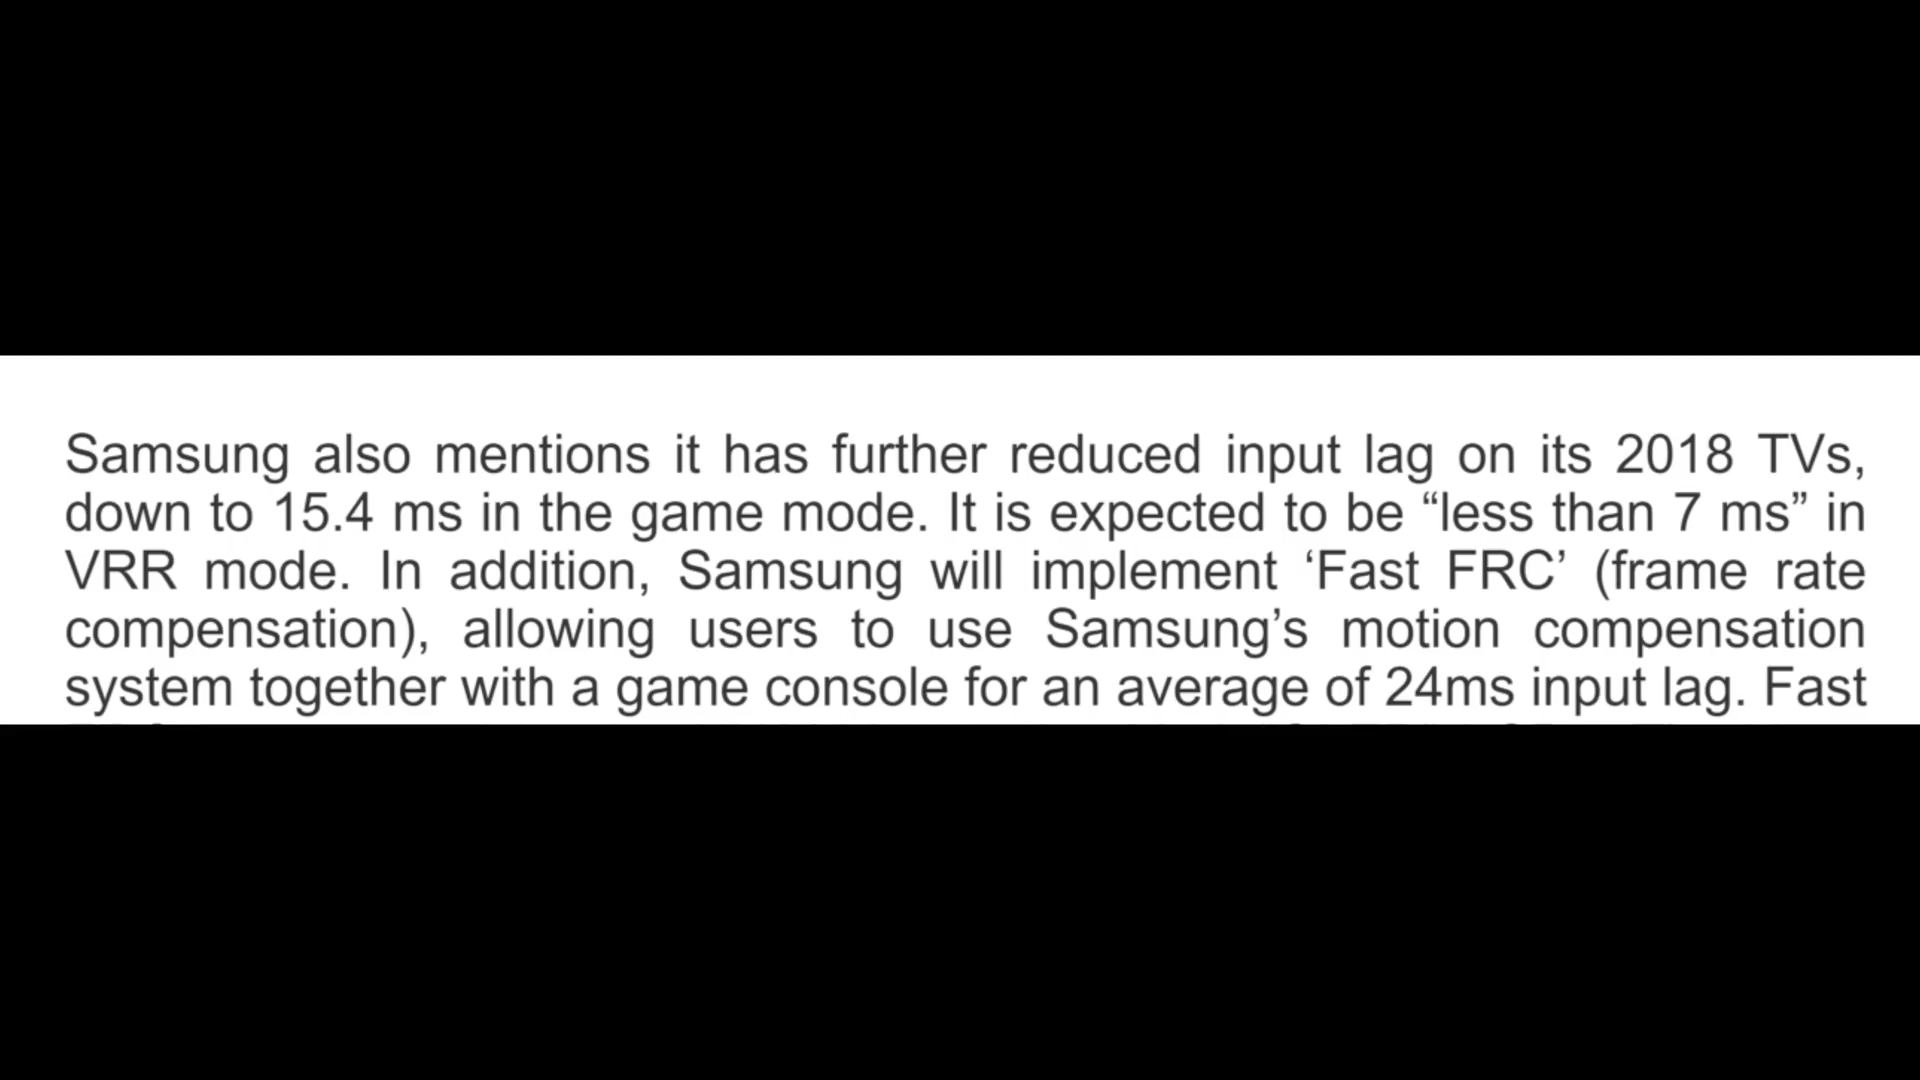 Samsung also mentions it has further reduced input lag on its 2018 TVs,
down to 15.4 ms in the game mode. It is expected to be “less than 7 ms” in
VRR mode. In addition, Samsung will implement ‘Fast FRC’ (frame rate
compensation), allowing users to use Samsung’s motion compensation
system together with a game console for an average of 24ms input lag. Fast